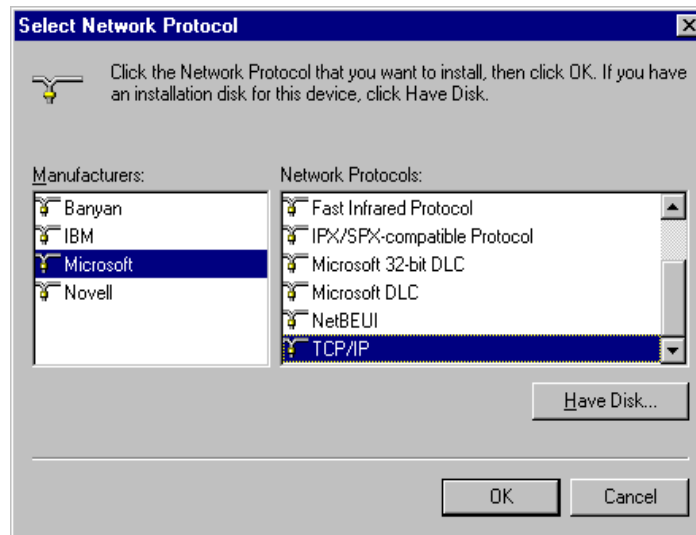 Select Network Protocol
Click the Network Protocol that you want to install, then click OK. If you have
an installation disk for this device, click Have Disk.
Manufacturers:
Banyan
IBM
Microsoft
Novell
Network Protocols:
Fast Infrared Protocol
IPX/SPX-compatible Protocol
Microsoft 32-bit DLC
Microsoft DLC
NetBEUI
TCP/IP
Have Disk...
OK
Cancel